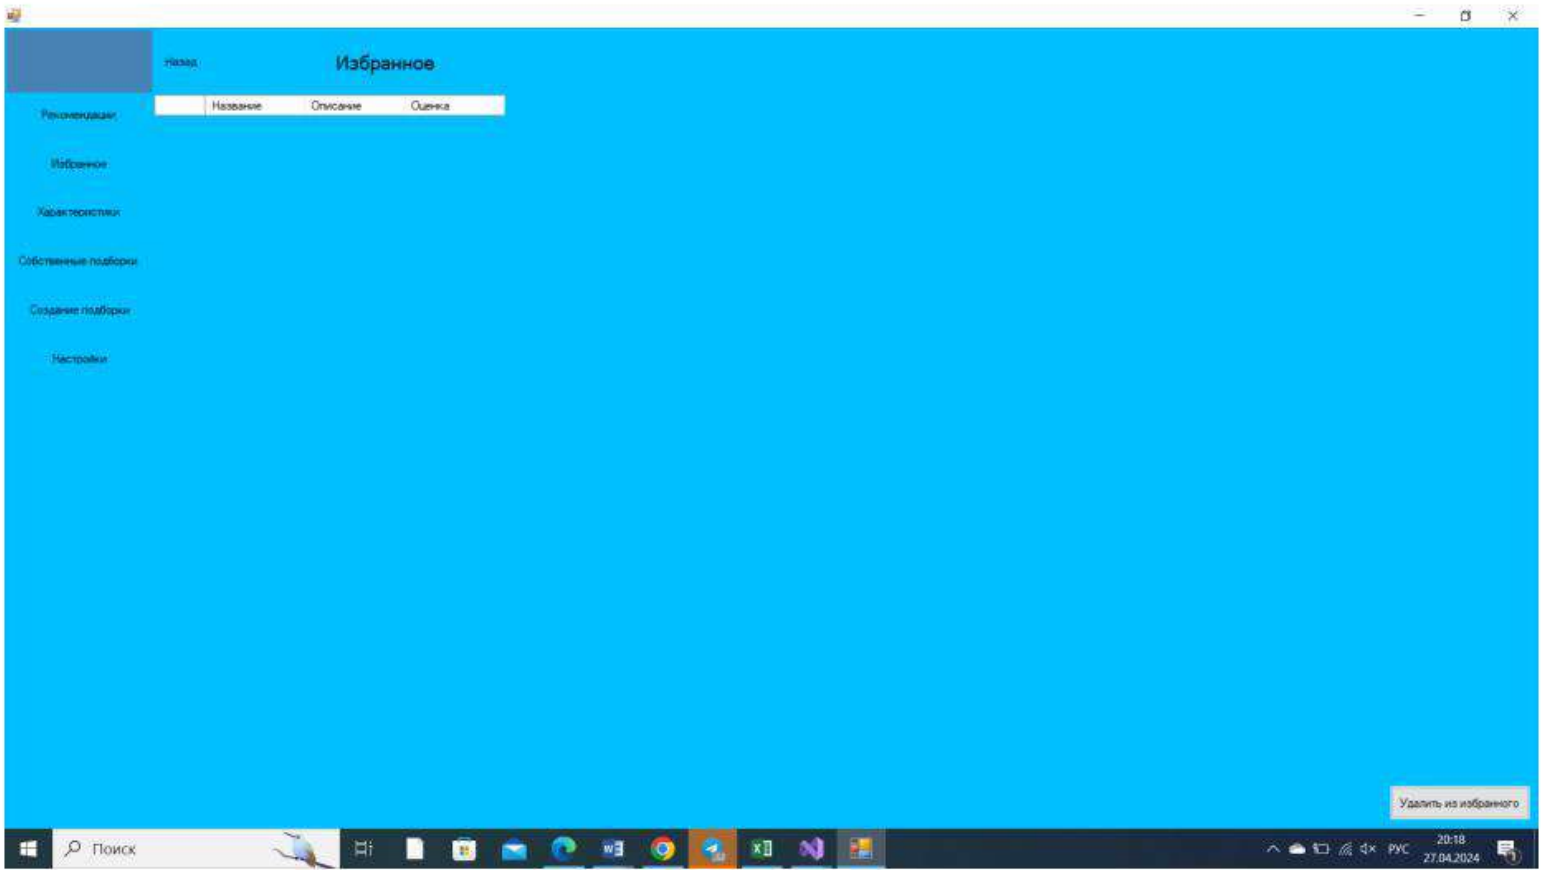 Назад
Избранное
Название Описание Оценка
Рекомендации
Избранное
Характеристики
Собственные подборки
Создание подборки
Настройки
Удалить из избранного
Поиск
РУС
20:18
27.04.2024